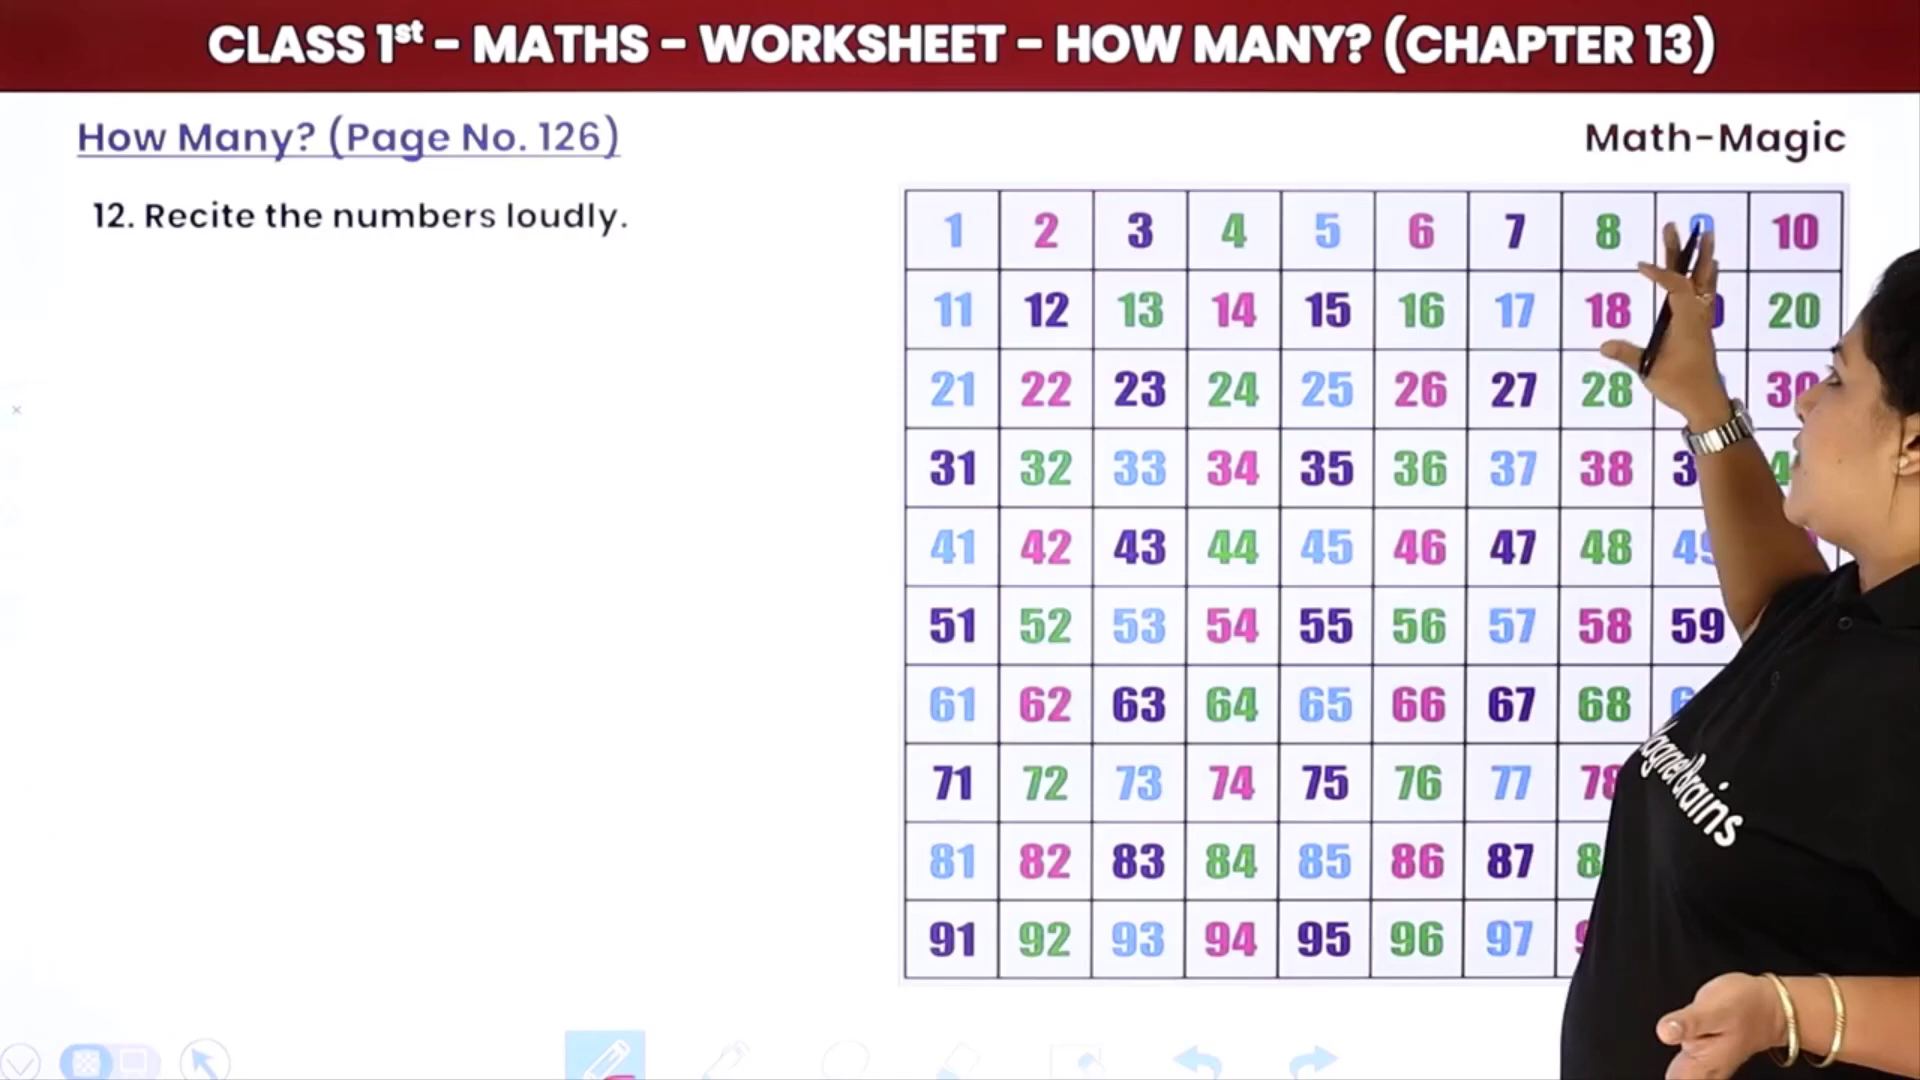 CLASS 1st - MATHS - WORKSHEET - HOW MANY? (CHAPTER 13)
How Many? (Page No. 126)
Math-Magic
12. Recite the numbers loudly.
1 2 3 4 5 6 7 8 9 10
11 12 13 14 15 16 17 18 20
21 22 23 24 25 26 27 28 30
31 32 33 34 35 36 37 38
41 42 43 44 45 46 47 48 49
51 52 53 54 55 56 57 58 59
61 62 63 64 65 66 67 68
71 72 73 74 75 76 77 78
81 82 83 84 85 86 87
91 92 93 94 95 96 97
MagnetBrains